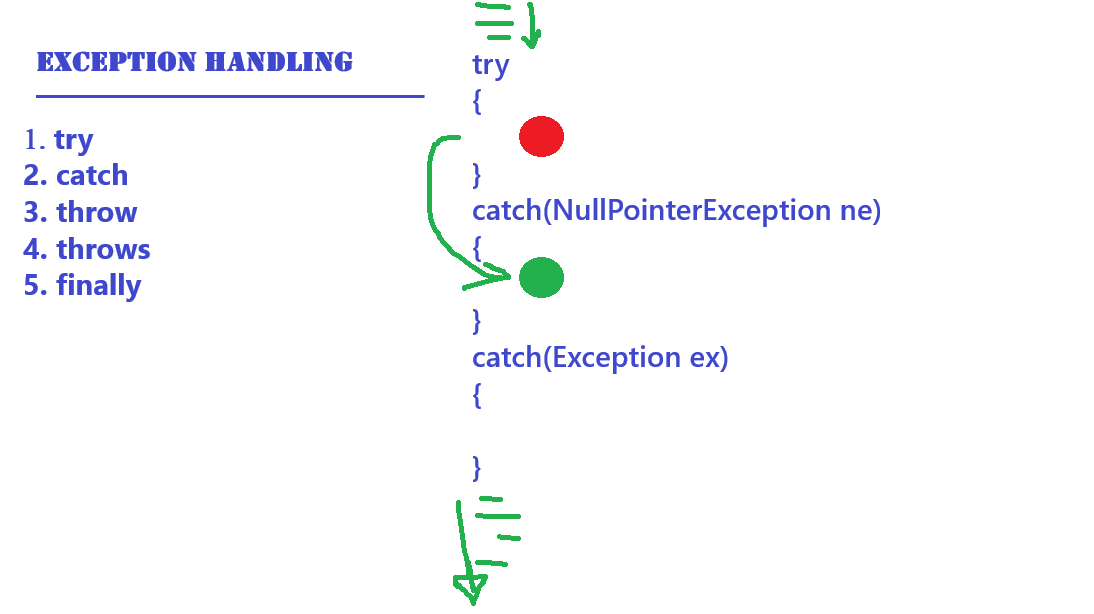 EXCEPTION HANDLING
1. try
2. catch
3. throw
4. throws
5. finally
try
{
}
catch(NullPointerException ne)
{
}
catch(Exception ex)
{
}